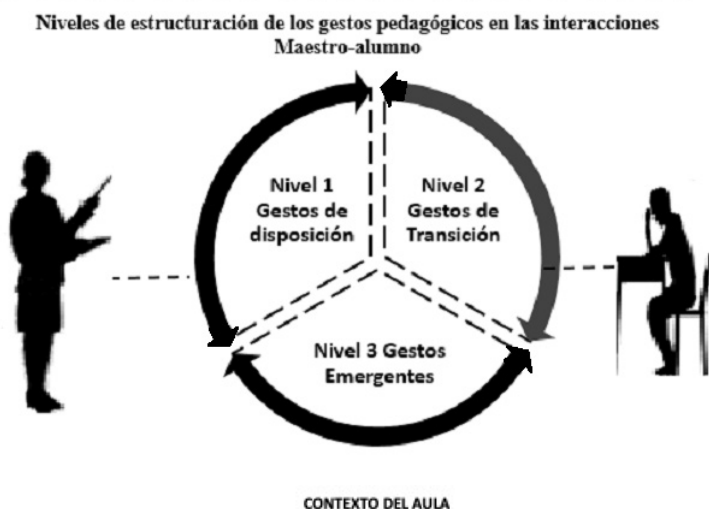 Niveles de estructuración de los gestos pedagógicos en las interacciones
Maestro-alumno
Nivel 1
Gestos de
disposición
Nivel 2
Gestos de
Transición
Nivel 3 Gestos
Emergentes
CONTEXTO DEL AULA